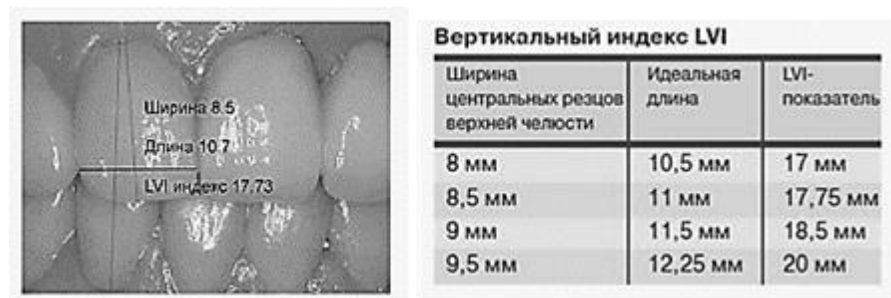 Ширина 8.5
Длина 10.7
LVI индекс 17.73
Вертикальный индекс LVI
Ширина центральных резцов верхней челюсти
Идеальная длина
LVI-показатель
8 мм 10,5 мм 17 мм
8,5 мм 11 мм 17,75 мм
9 мм 11,5 мм 18,5 мм
9,5 мм 12,25 мм 20 мм